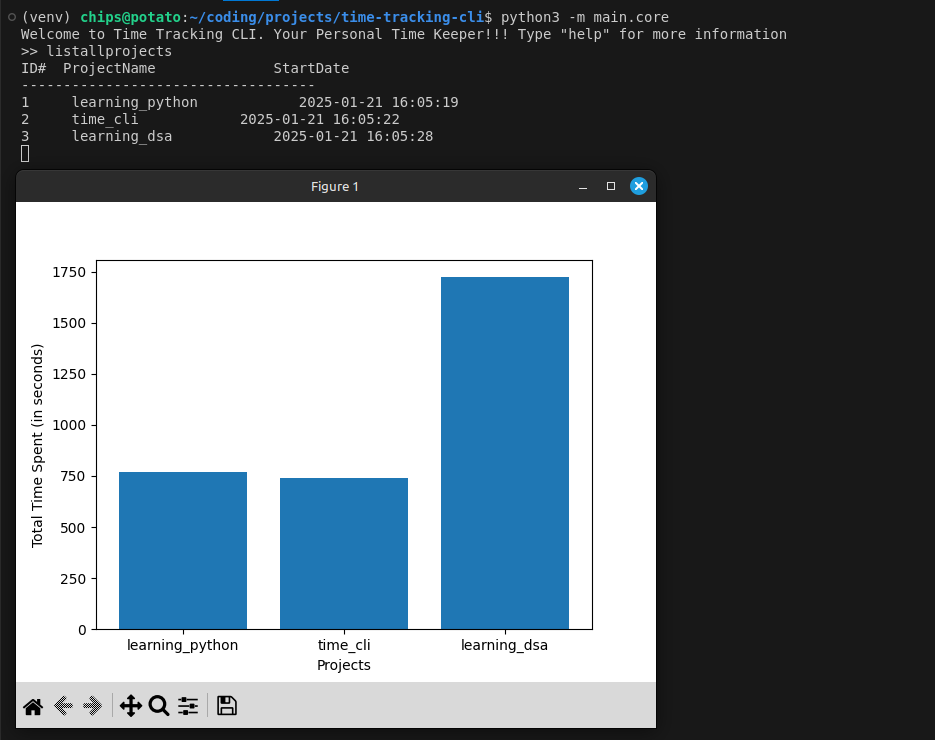 (venv) chips@potato:~/coding/projects/time-tracking-cli$ python3 -m main.core
Welcome to Time Tracking CLI. Your Personal Time Keeper!!! Type "help" for more information
>> listallprojects
ID#  ProjectName              StartDate
-----------------------------------
1     learning_python            2025-01-21 16:05:19
2     time_cli            2025-01-21 16:05:22
3     learning_dsa            2025-01-21 16:05:28
Figure 1
Total Time Spent (in seconds)
1750
1500
1250
1000
750
500
250
0
learning_python time_cli learning_dsa
Projects